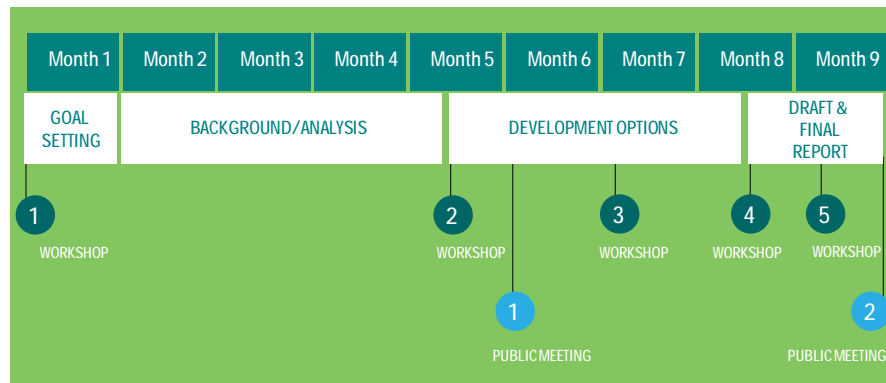 Month 1 Month 2 Month 3 Month 4 Month 5 Month 6 Month 7 Month 8 Month 9
GOAL
SETTING
BACKGROUND/ANALYSIS
DEVELOPMENT OPTIONS
DRAFT &
FINAL
REPORT
1 2 3 4 5
WORKSHOP WORKSHOP WORKSHOP WORKSHOP WORKSHOP
1 2
PUBLIC MEETING PUBLIC MEETING